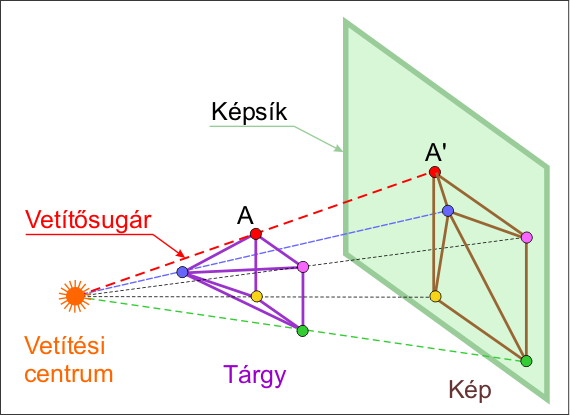 Képsík
A'
A
Vetítősugár
Vetítési
centrum
Tárgy
Kép